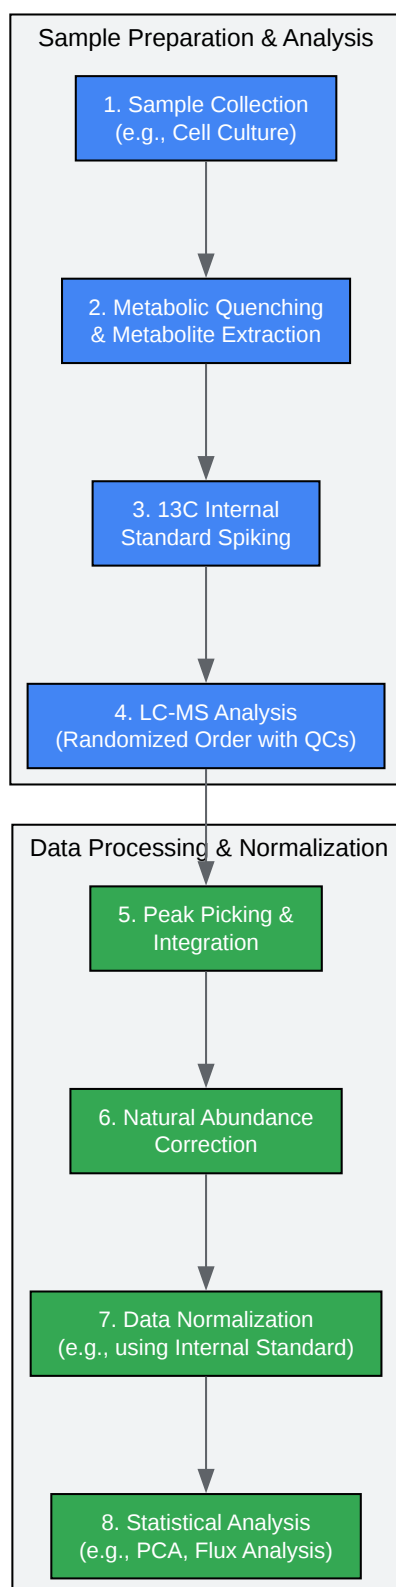 Sample Preparation & Analysis
1. Sample Collection
(e.g., Cell Culture)
2. Metabolic Quenching
& Metabolite Extraction
3. 13C Internal
Standard Spiking
4. LC-MS Analysis
(Randomized Order with QCs)
Data Processing & Normalization
5. Peak Picking &
Integration
6. Natural Abundance
Correction
7. Data Normalization
(e.g., using Internal Standard)
8. Statistical Analysis
(e.g., PCA, Flux Analysis)